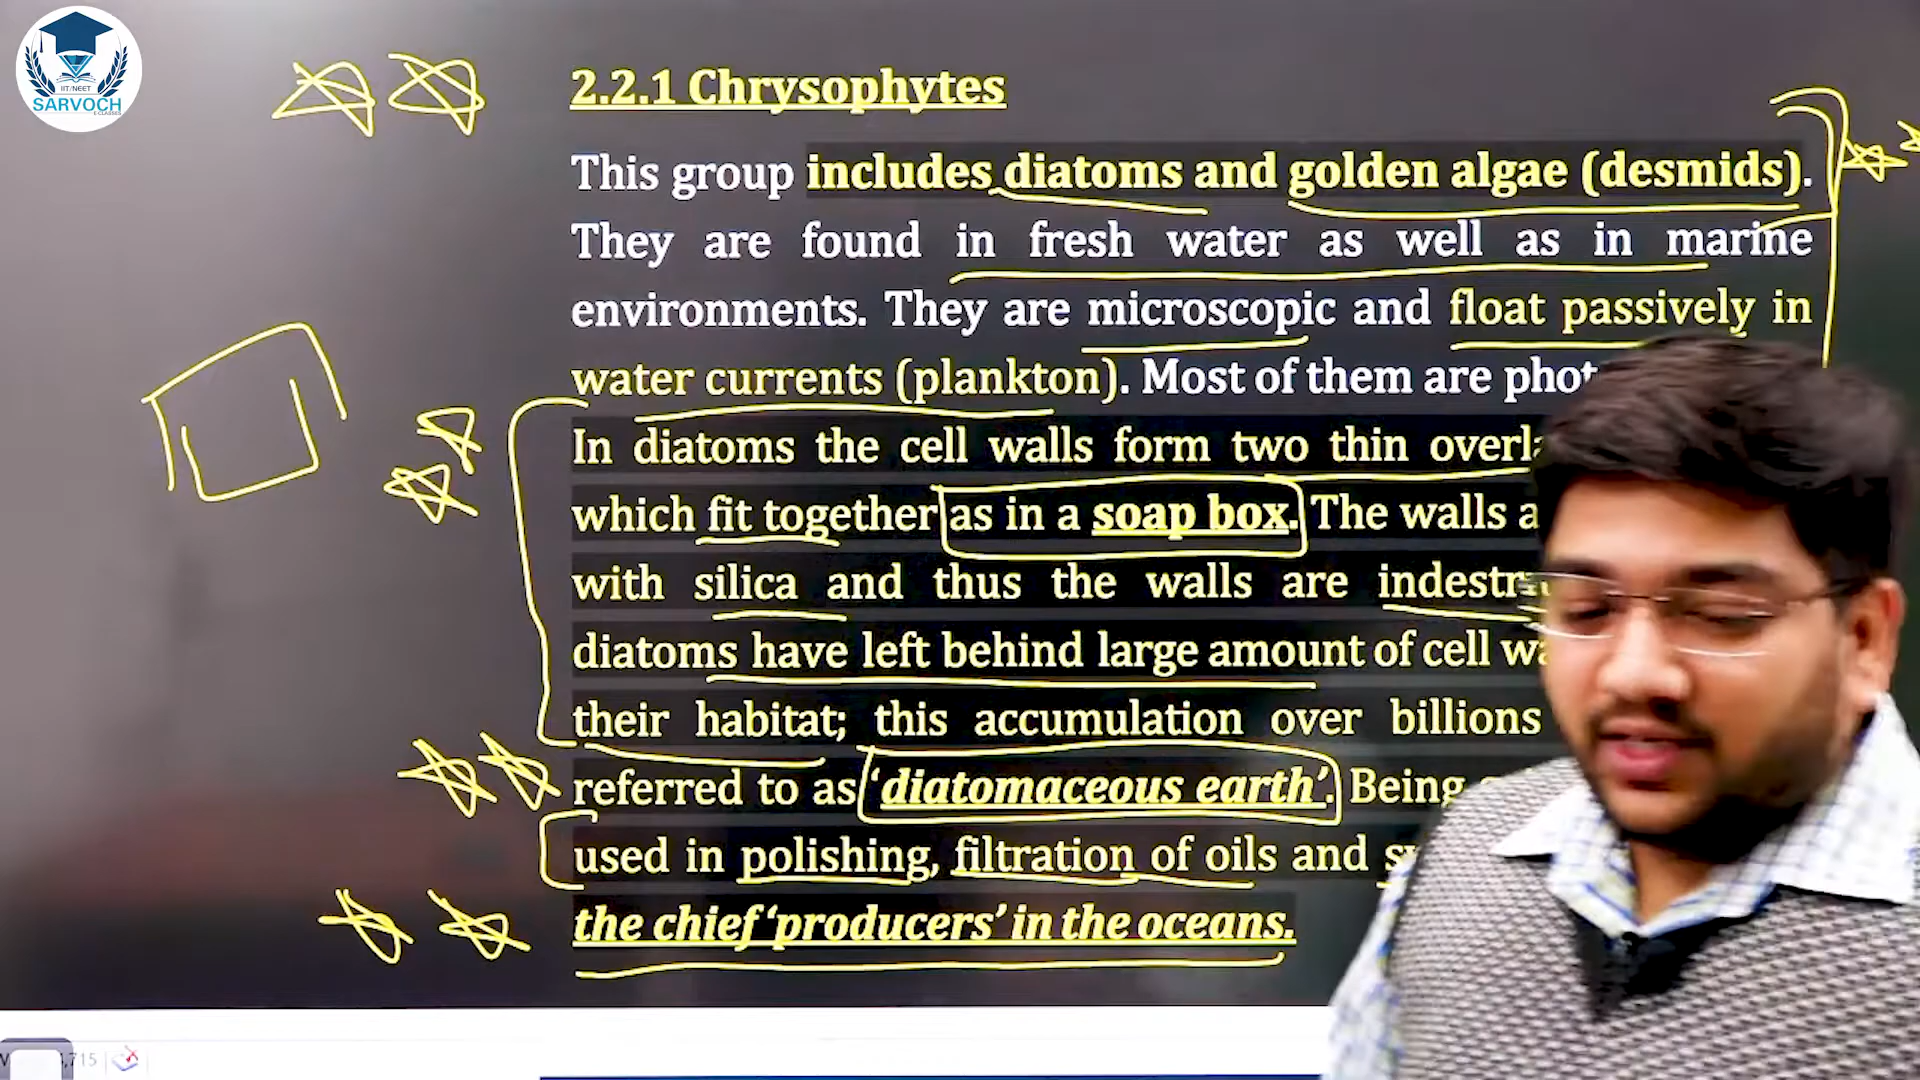 IIT/NEET
SARVOCH
E CLASSES
2.2.1 Chrysophytes
This group includes diatoms and golden algae (desmids).
They are found in fresh water as well as in marine
environments. They are microscopic and float passively in
water currents (plankton). Most of them are phot
In diatoms the cell walls form two thin overl
which fit together as in a soap box. The walls a
with silica and thus the walls are indestr
diatoms have left behind large amount of cell wa
their habitat; this accumulation over billions
referred to as ‘diatomaceous earth’. Being
used in polishing, filtration of oils and
the chief ‘producers’ in the oceans.
,715